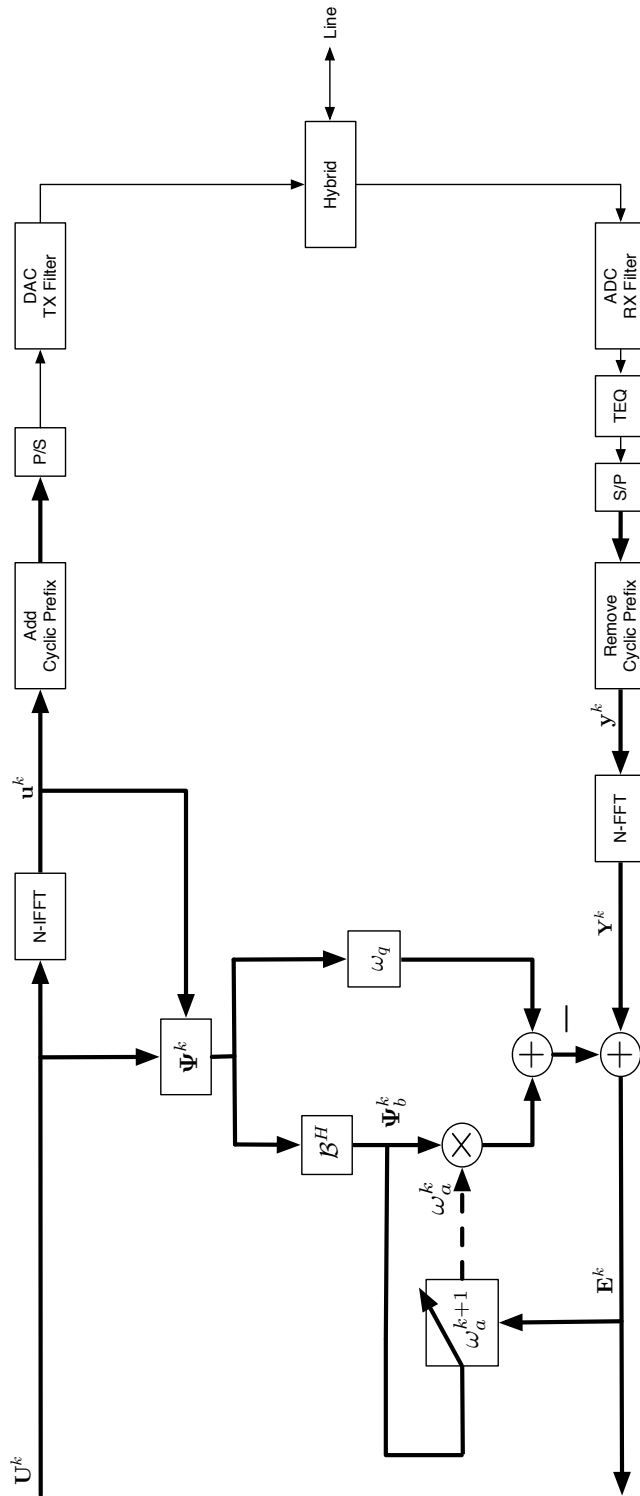 U^k
N-IFFT
u^k
Add
Cyclic Prefix
P/S
DAC
TX Filter
Hybrid
Line
Ψ^k
ω_q
B^H
Ψ_b^k
ω_a^k
ω_a^{k+1}
×
+
−
+
E^k
Y^k
N-FFT
y^k
Remove
Cyclic Prefix
S/P
TEQ
ADC
RX Filter